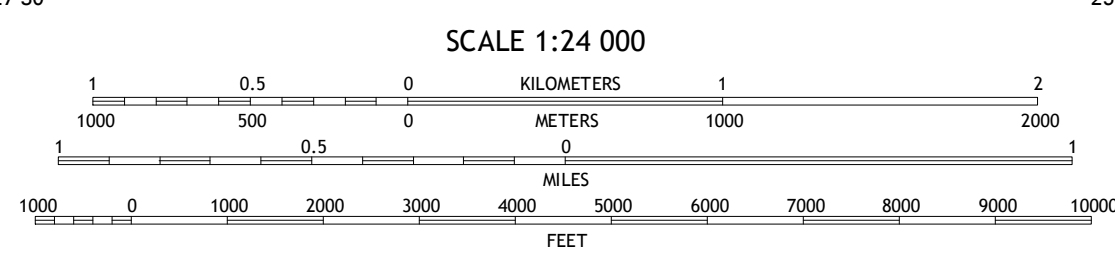 SCALE 1:24 000
1 0.5 0 KILOMETERS 1 2
1000 500 0 METERS 1000 2000
1 0.5 0 1
MILES
1000 0 1000 2000 3000 4000 5000 6000 7000 8000 9000 10000
FEET